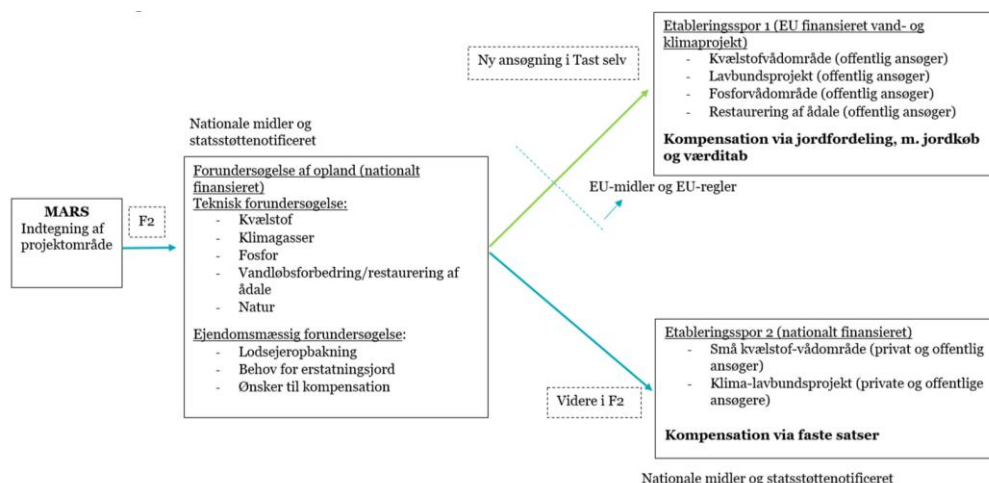 MARS
Indtegning af
projektområde
F2
Nationale midler og
statsstøttenotificeret
Forundersøgelse af opland (nationalt
finansieret)
Teknisk forundersøgelse:
- Kvælstof
- Klimagasser
- Fosfor
- Vandløbsforbedring/restaurering af
ådale
- Natur
Ejendomsmæssig forundersøgelse:
- Lodsejeropbakning
- Behov for erstatningsjord
- Ønsker til kompensation
Ny ansøgning i Tast selv
EU-midler og EU-regler
Videre i F2
Etableringsspor 1 (EU finansieret vand- og
klimaprojekt)
- Kvælstofvådområde (offentlig ansøger)
- Lavbundsprojekt (offentlig ansøger)
- Fosforvådområde (offentlig ansøger)
- Restaurering af ådale (offentlig ansøger)
Kompensation via jordfordeling, m. jordkøb
og værditab
Etableringsspor 2 (nationalt finansieret)
- Små kvælstof-vådområde (privat og offentlig
ansøger)
- Klima-lavbundsprojekt (private og offentlige
ansøgere)
Kompensation via faste satser
Nationale midler og statsstøttenotificeret